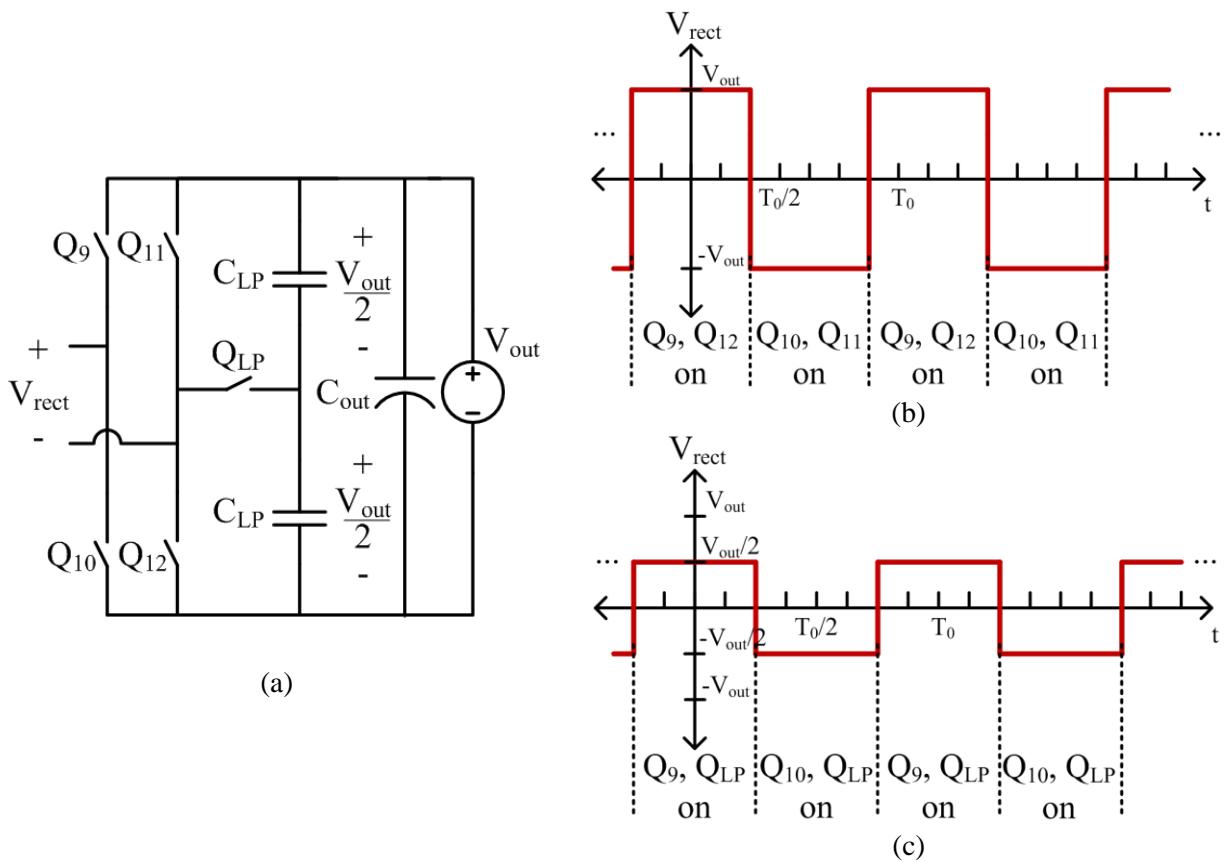 Q9 Q11
CLP
+
Vout
2
-
QLP
+
Vrect
-
Cout
Vout
+
-
Q10 Q12
CLP
+
Vout
2
-
(a)
Vrect
Vout
... ...
T0/2 T0 t
-Vout
Q9, Q12 Q10, Q11 Q9, Q12 Q10, Q11
on on on on
(b)
Vrect
Vout
Vout/2
... ...
T0/2 T0 t
-Vout/2
-Vout
Q9, QLP Q10, QLP Q9, QLP Q10, QLP
on on on on
(c)